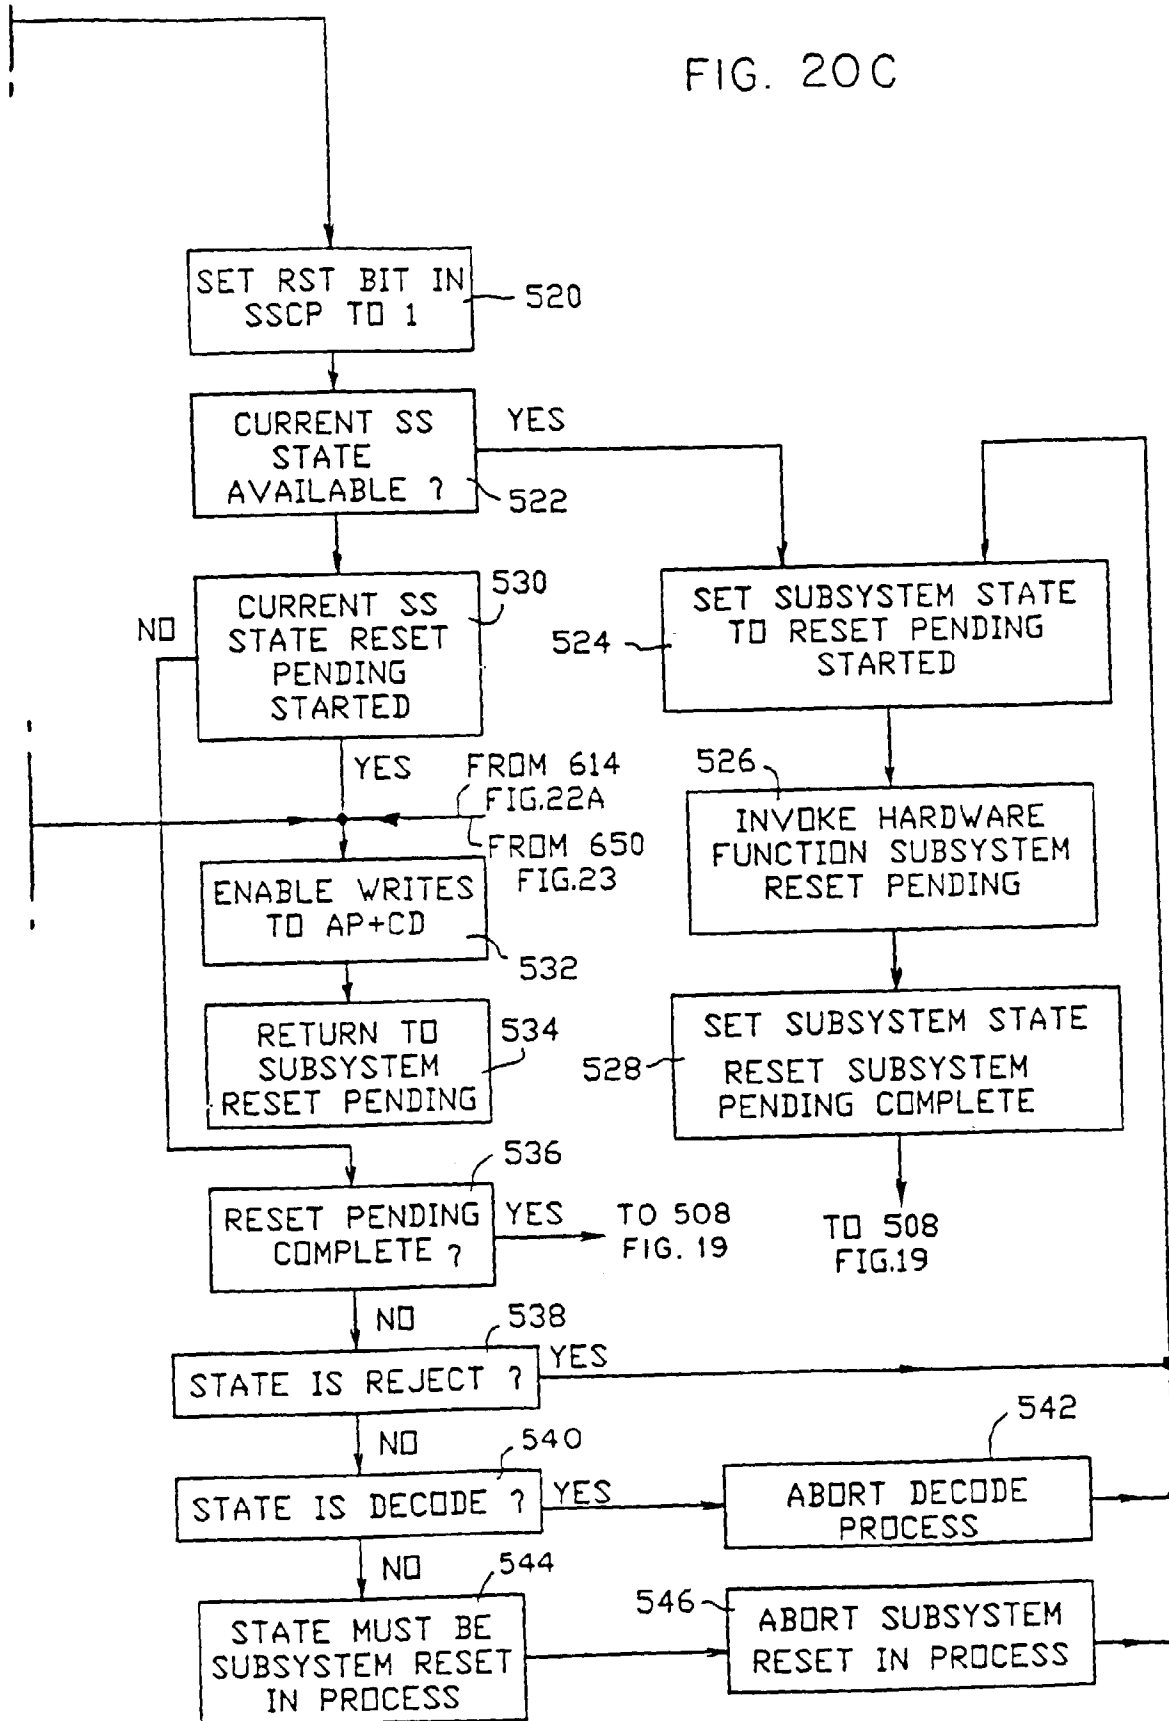 FIG. 20C
SET RST BIT IN
SSCP TO 1
520
CURRENT SS
STATE
AVAILABLE ?
522
YES
530
CURRENT SS
STATE RESET
PENDING
STARTED
NO
524
SET SUBSYSTEM STATE
TO RESET PENDING
STARTED
YES
FROM 614
FIG.22A
FROM 650
FIG.23
526
INVOKE HARDWARE
FUNCTION SUBSYSTEM
RESET PENDING
ENABLE WRITES
TO AP+CD
532
RETURN TO
SUBSYSTEM
RESET PENDING
534
528
SET SUBSYSTEM STATE
RESET SUBSYSTEM
PENDING COMPLETE
536
RESET PENDING
COMPLETE ?
YES
TO 508
FIG. 19
TO 508
FIG.19
NO
538
STATE IS REJECT ?
YES
NO
540
STATE IS DECODE ?
YES
542
ABORT DECODE
PROCESS
NO
544
STATE MUST BE
SUBSYSTEM RESET
IN PROCESS
546
ABORT SUBSYSTEM
RESET IN PROCESS